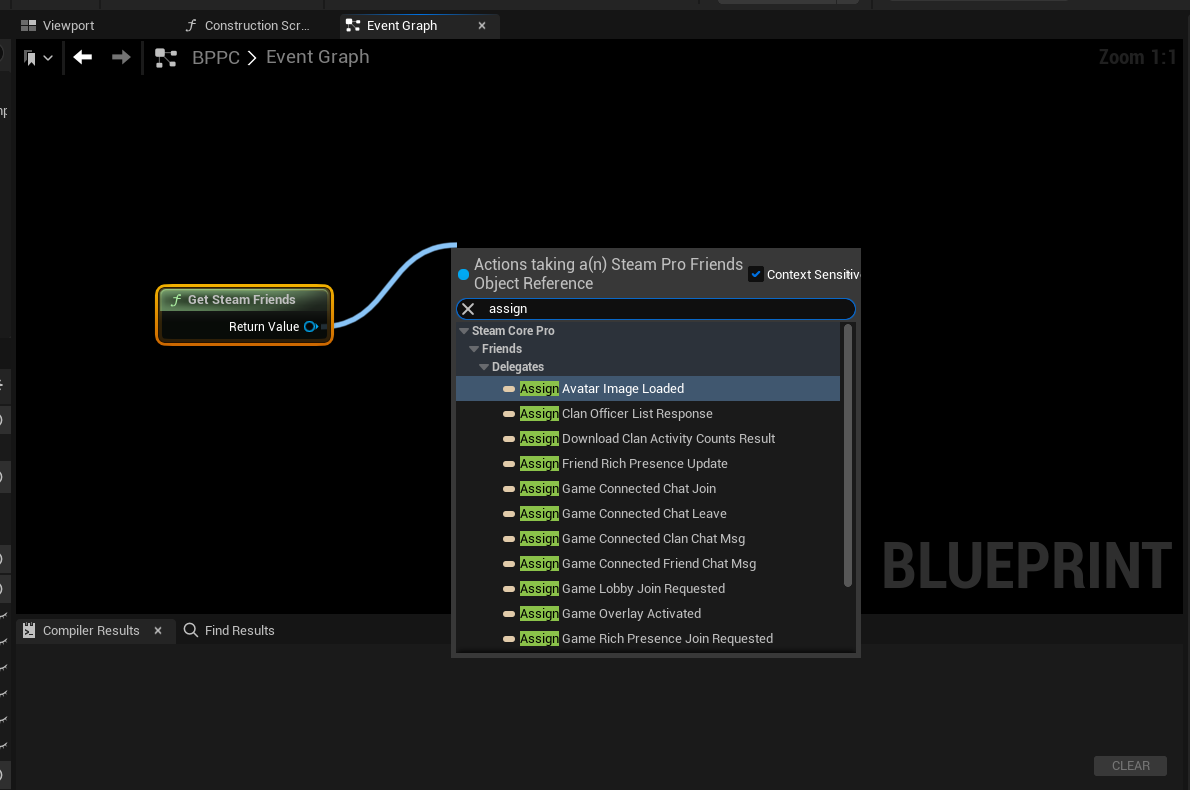 Viewport
Construction Scr...
Event Graph
BPPC > Event Graph
Zoom 1:1
Get Steam Friends
Return Value
Actions taking a(n) Steam Pro Friends
Object Reference
Context Sensitiv
assign
Steam Core Pro
Friends
Delegates
Assign Avatar Image Loaded
Assign Clan Officer List Response
Assign Download Clan Activity Counts Result
Assign Friend Rich Presence Update
Assign Game Connected Chat Join
Assign Game Connected Chat Leave
Assign Game Connected Clan Chat Msg
Assign Game Connected Friend Chat Msg
Assign Game Lobby Join Requested
Assign Game Overlay Activated
Assign Game Rich Presence Join Requested
BLUEPRINT
Compiler Results
Find Results
CLEAR